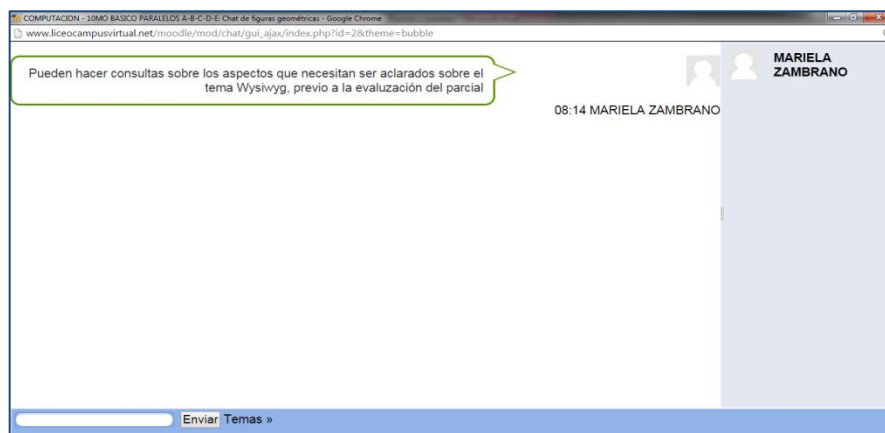 COMPUTACION - 10MO BASICO PARALELOS A-B-C-D-E: Chat de figuras geométricas - Google Chrome
www.liceocampusvirtual.net/moodle/mod/chat/gui_ajax/index.php?id=2&theme=bubble
Pueden hacer consultas sobre los aspectos que necesitan ser aclarados sobre el
tema Wysiwyg, previo a la evaluzación del parcial
08:14 MARIELA ZAMBRANO
MARIELA
ZAMBRANO
Enviar Temas »